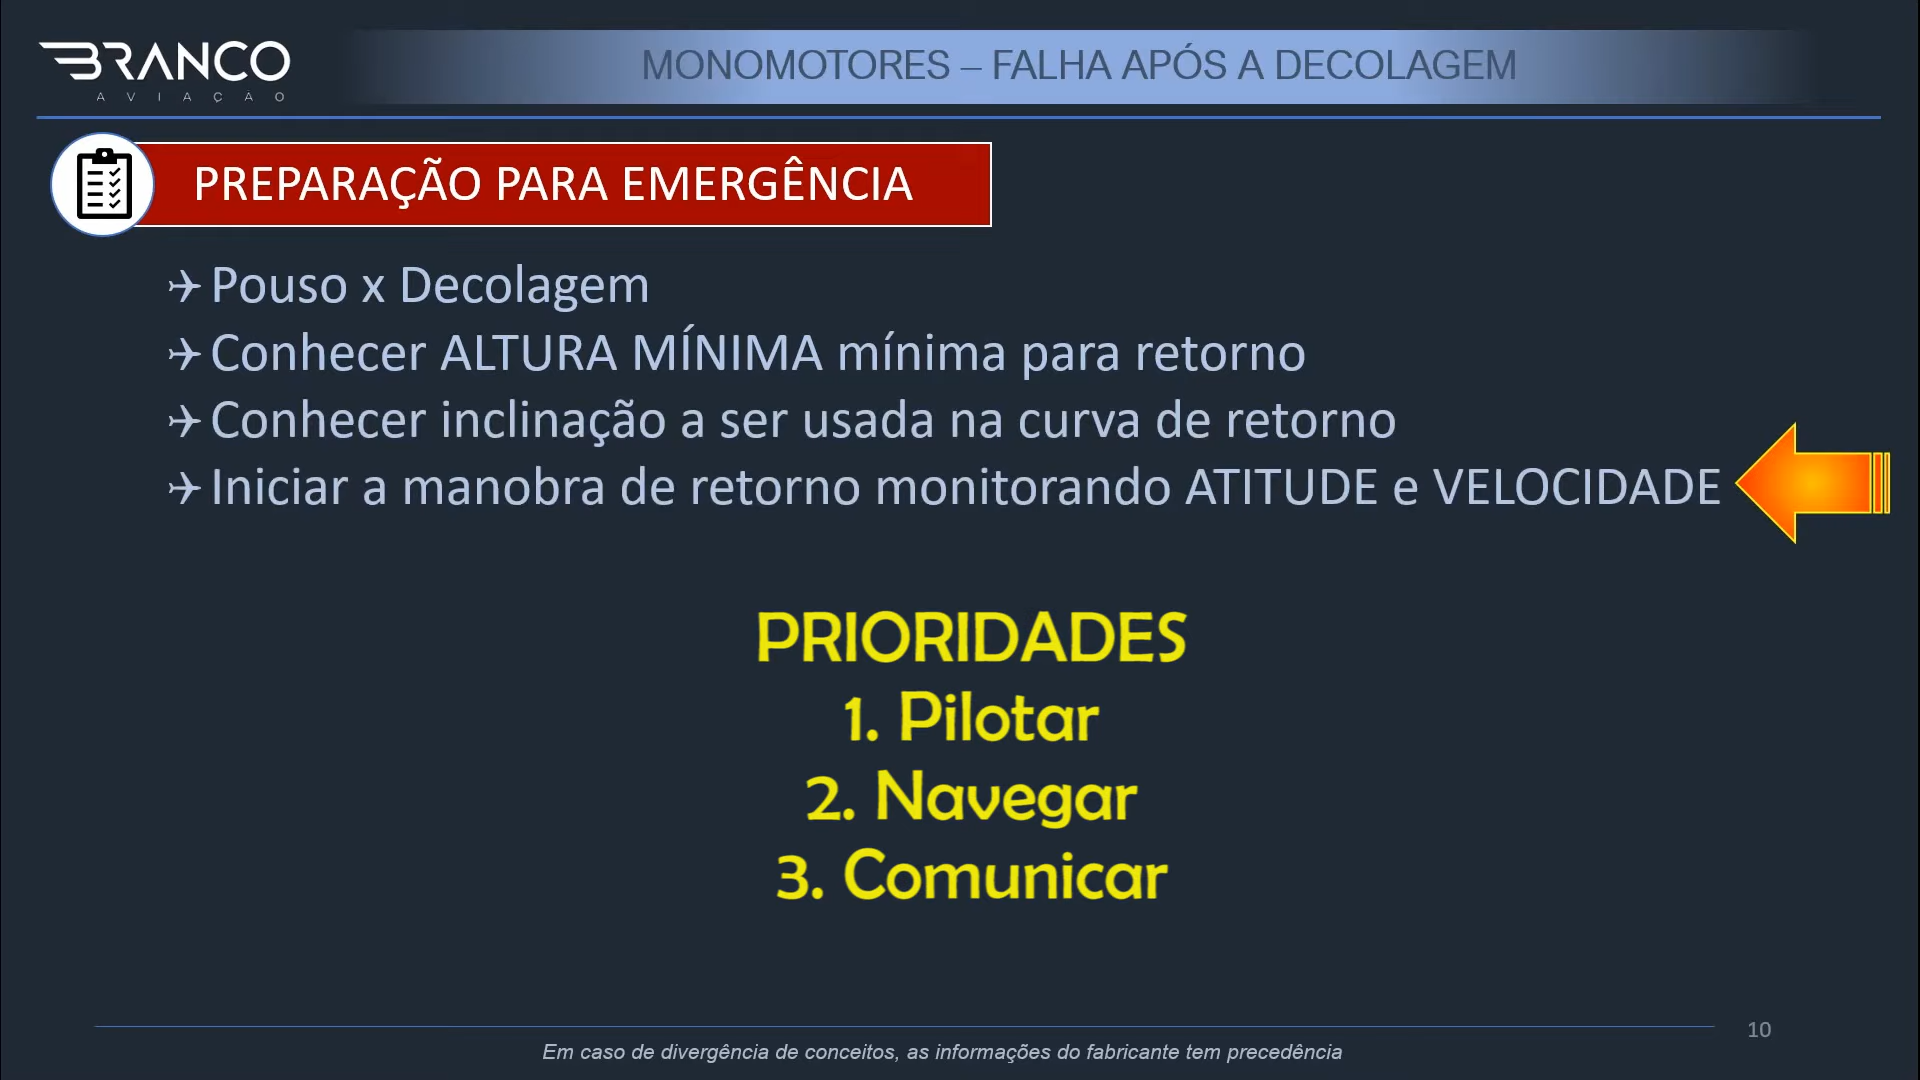 BRANCO
AVIAÇÃO
MONOMOTORES – FALHA APÓS A DECOLAGEM
PREPARAÇÃO PARA EMERGÊNCIA
Pouso x Decolagem
Conhecer ALTURA MÍNIMA mínima para retorno
Conhecer inclinação a ser usada na curva de retorno
Iniciar a manobra de retorno monitorando ATITUDE e VELOCIDADE
PRIORIDADES
1. Pilotar
2. Navegar
3. Comunicar
10
Em caso de divergência de conceitos, as informações do fabricante tem precedência